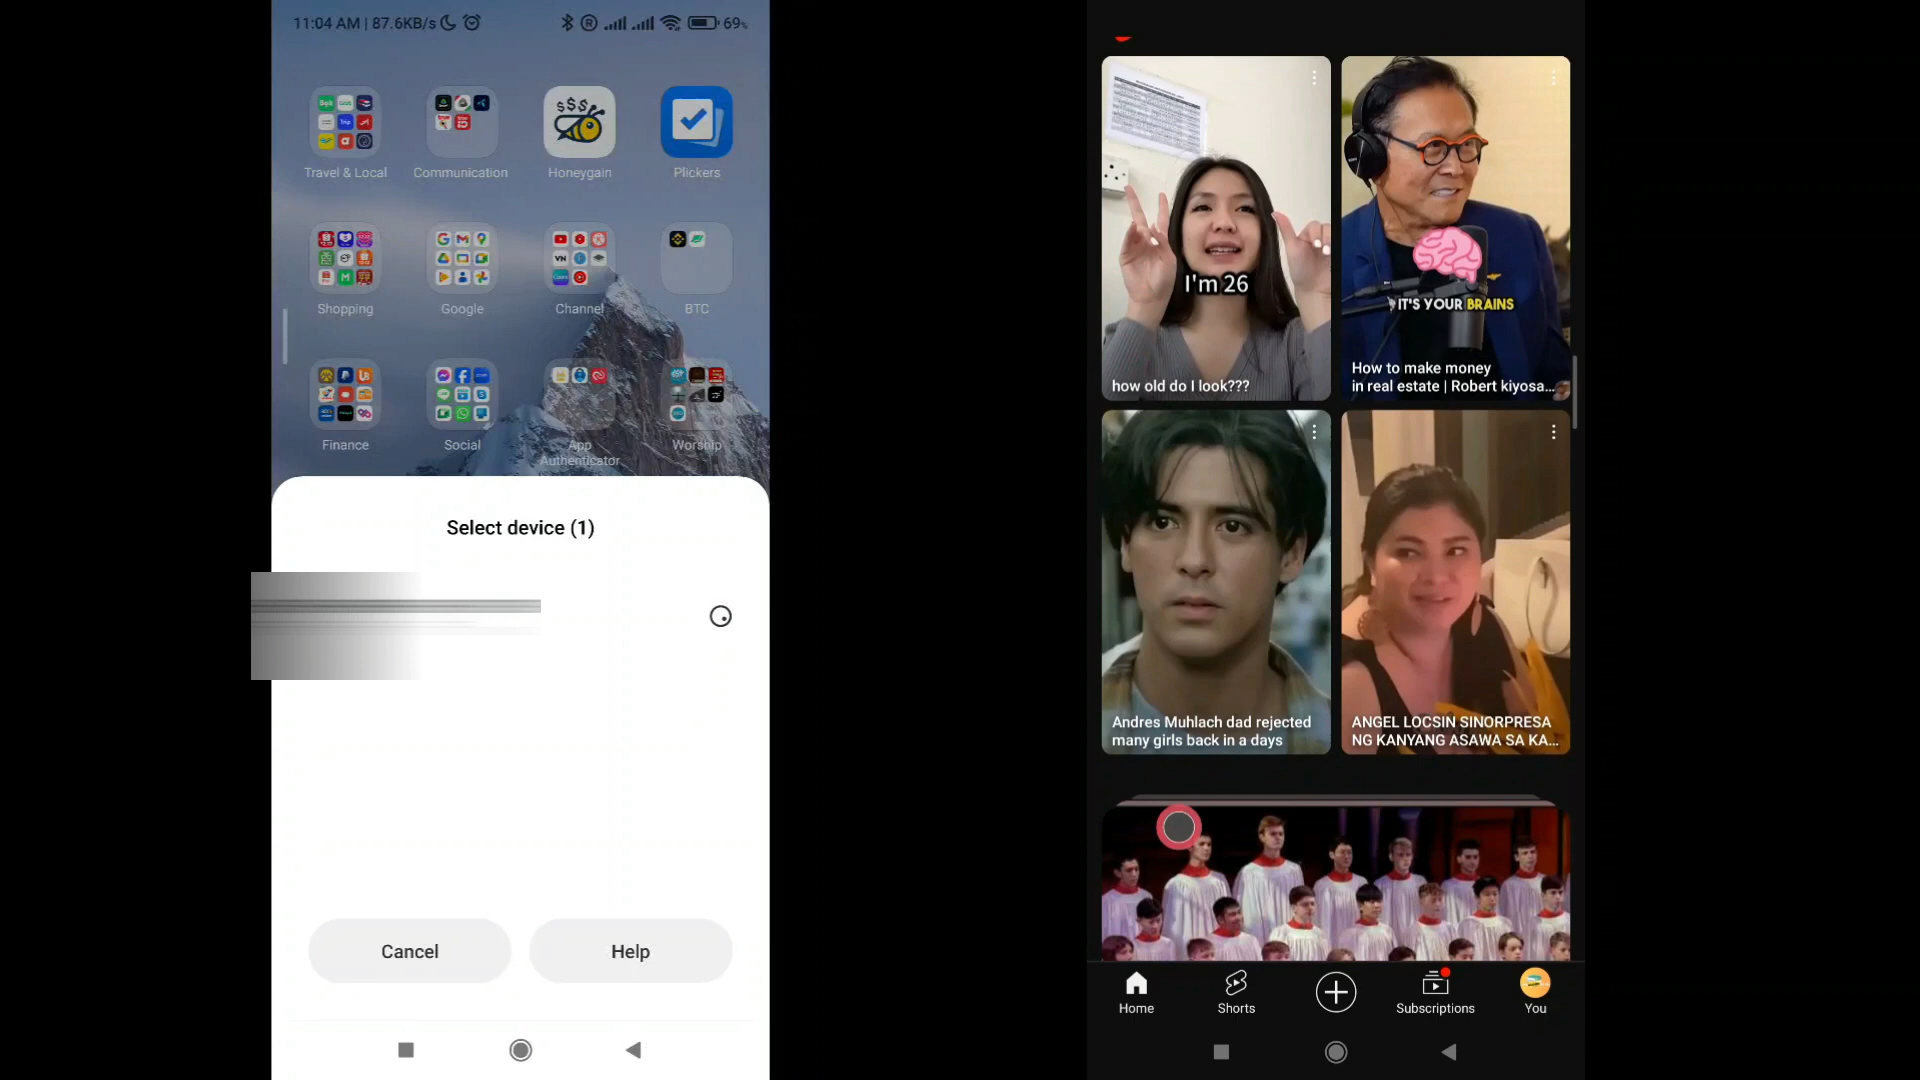 11:04 AM | 87.6KB/s
69%
$$$
Travel & Local
Communication
Honeygain
Plickers
VN
Shopping
Google
Channel
BTC
Finance
Social
App
Authenticator
Worship
Select device (1)
Cancel
Help
I'm 26
how old do I look???
IT'S YOUR BRAINS
How to make money
in real estate | Robert kiyosa...
Andres Muhlach dad rejected
many girls back in a days
ANGEL LOCSIN SINORPRESA
NG KANYANG ASAWA SA KA...
Home
Shorts
Subscriptions
You